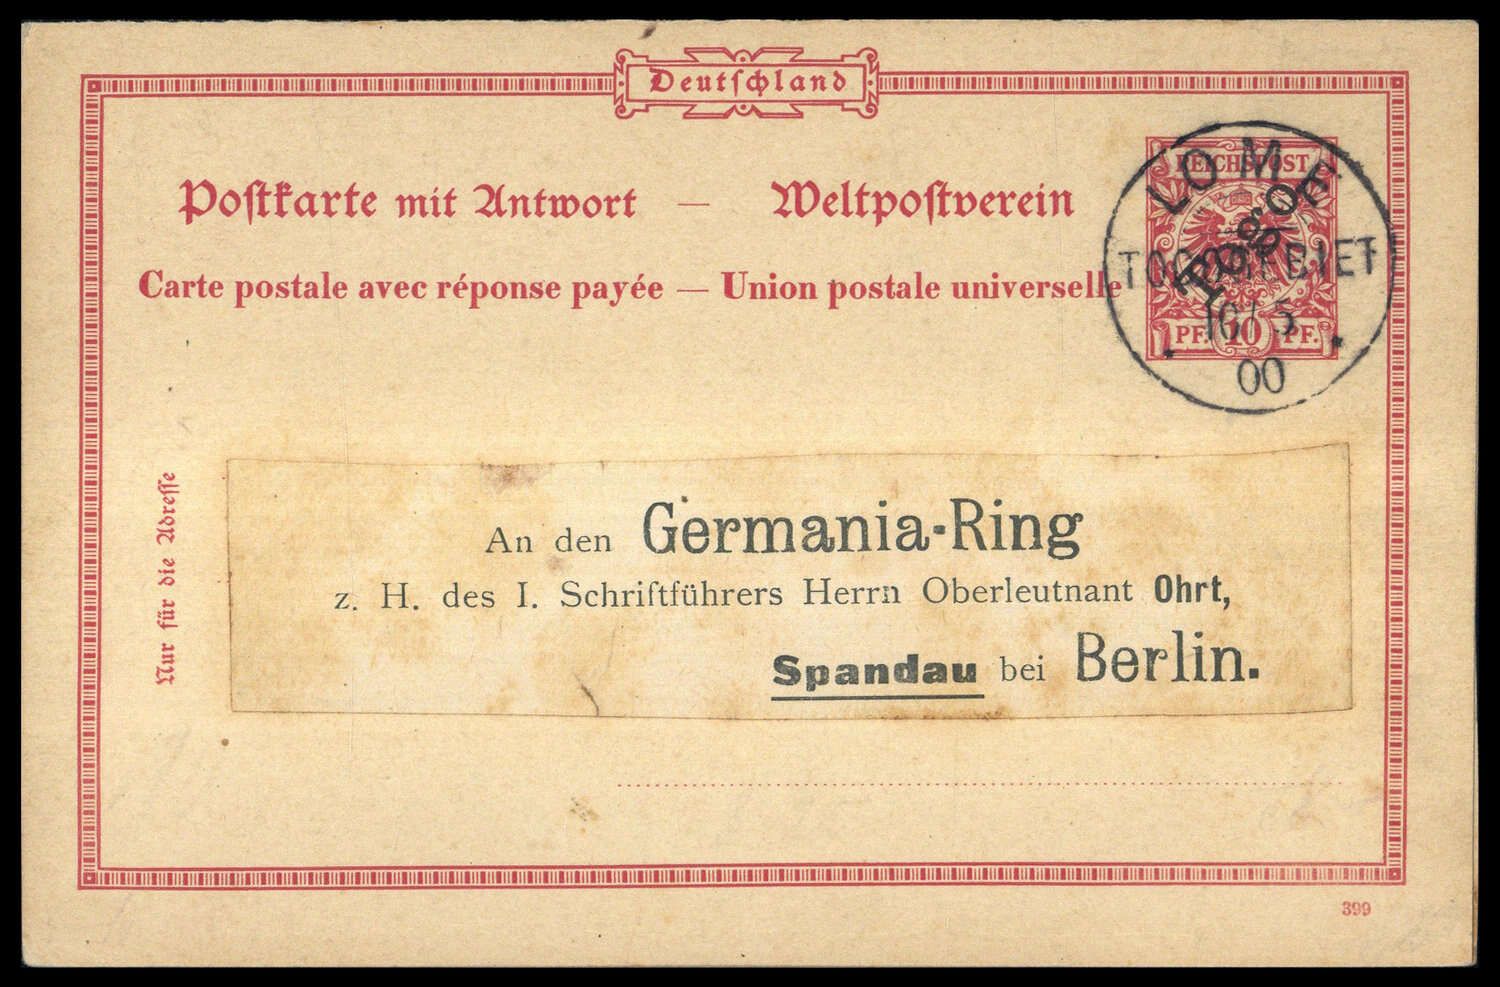 Deutschland
Postkarte mit Antwort — Weltpostverein
Carte postale avec réponse payée — Union postale universelle
REICHSPOST
PF. 10 PF.
LOME
TOGOGEBIET
00
Nur für die Adresse
An den Germania-Ring
z. H. des I. Schriftführers Herrn Oberleutnant Ohrt,
Spandau bei Berlin.
399